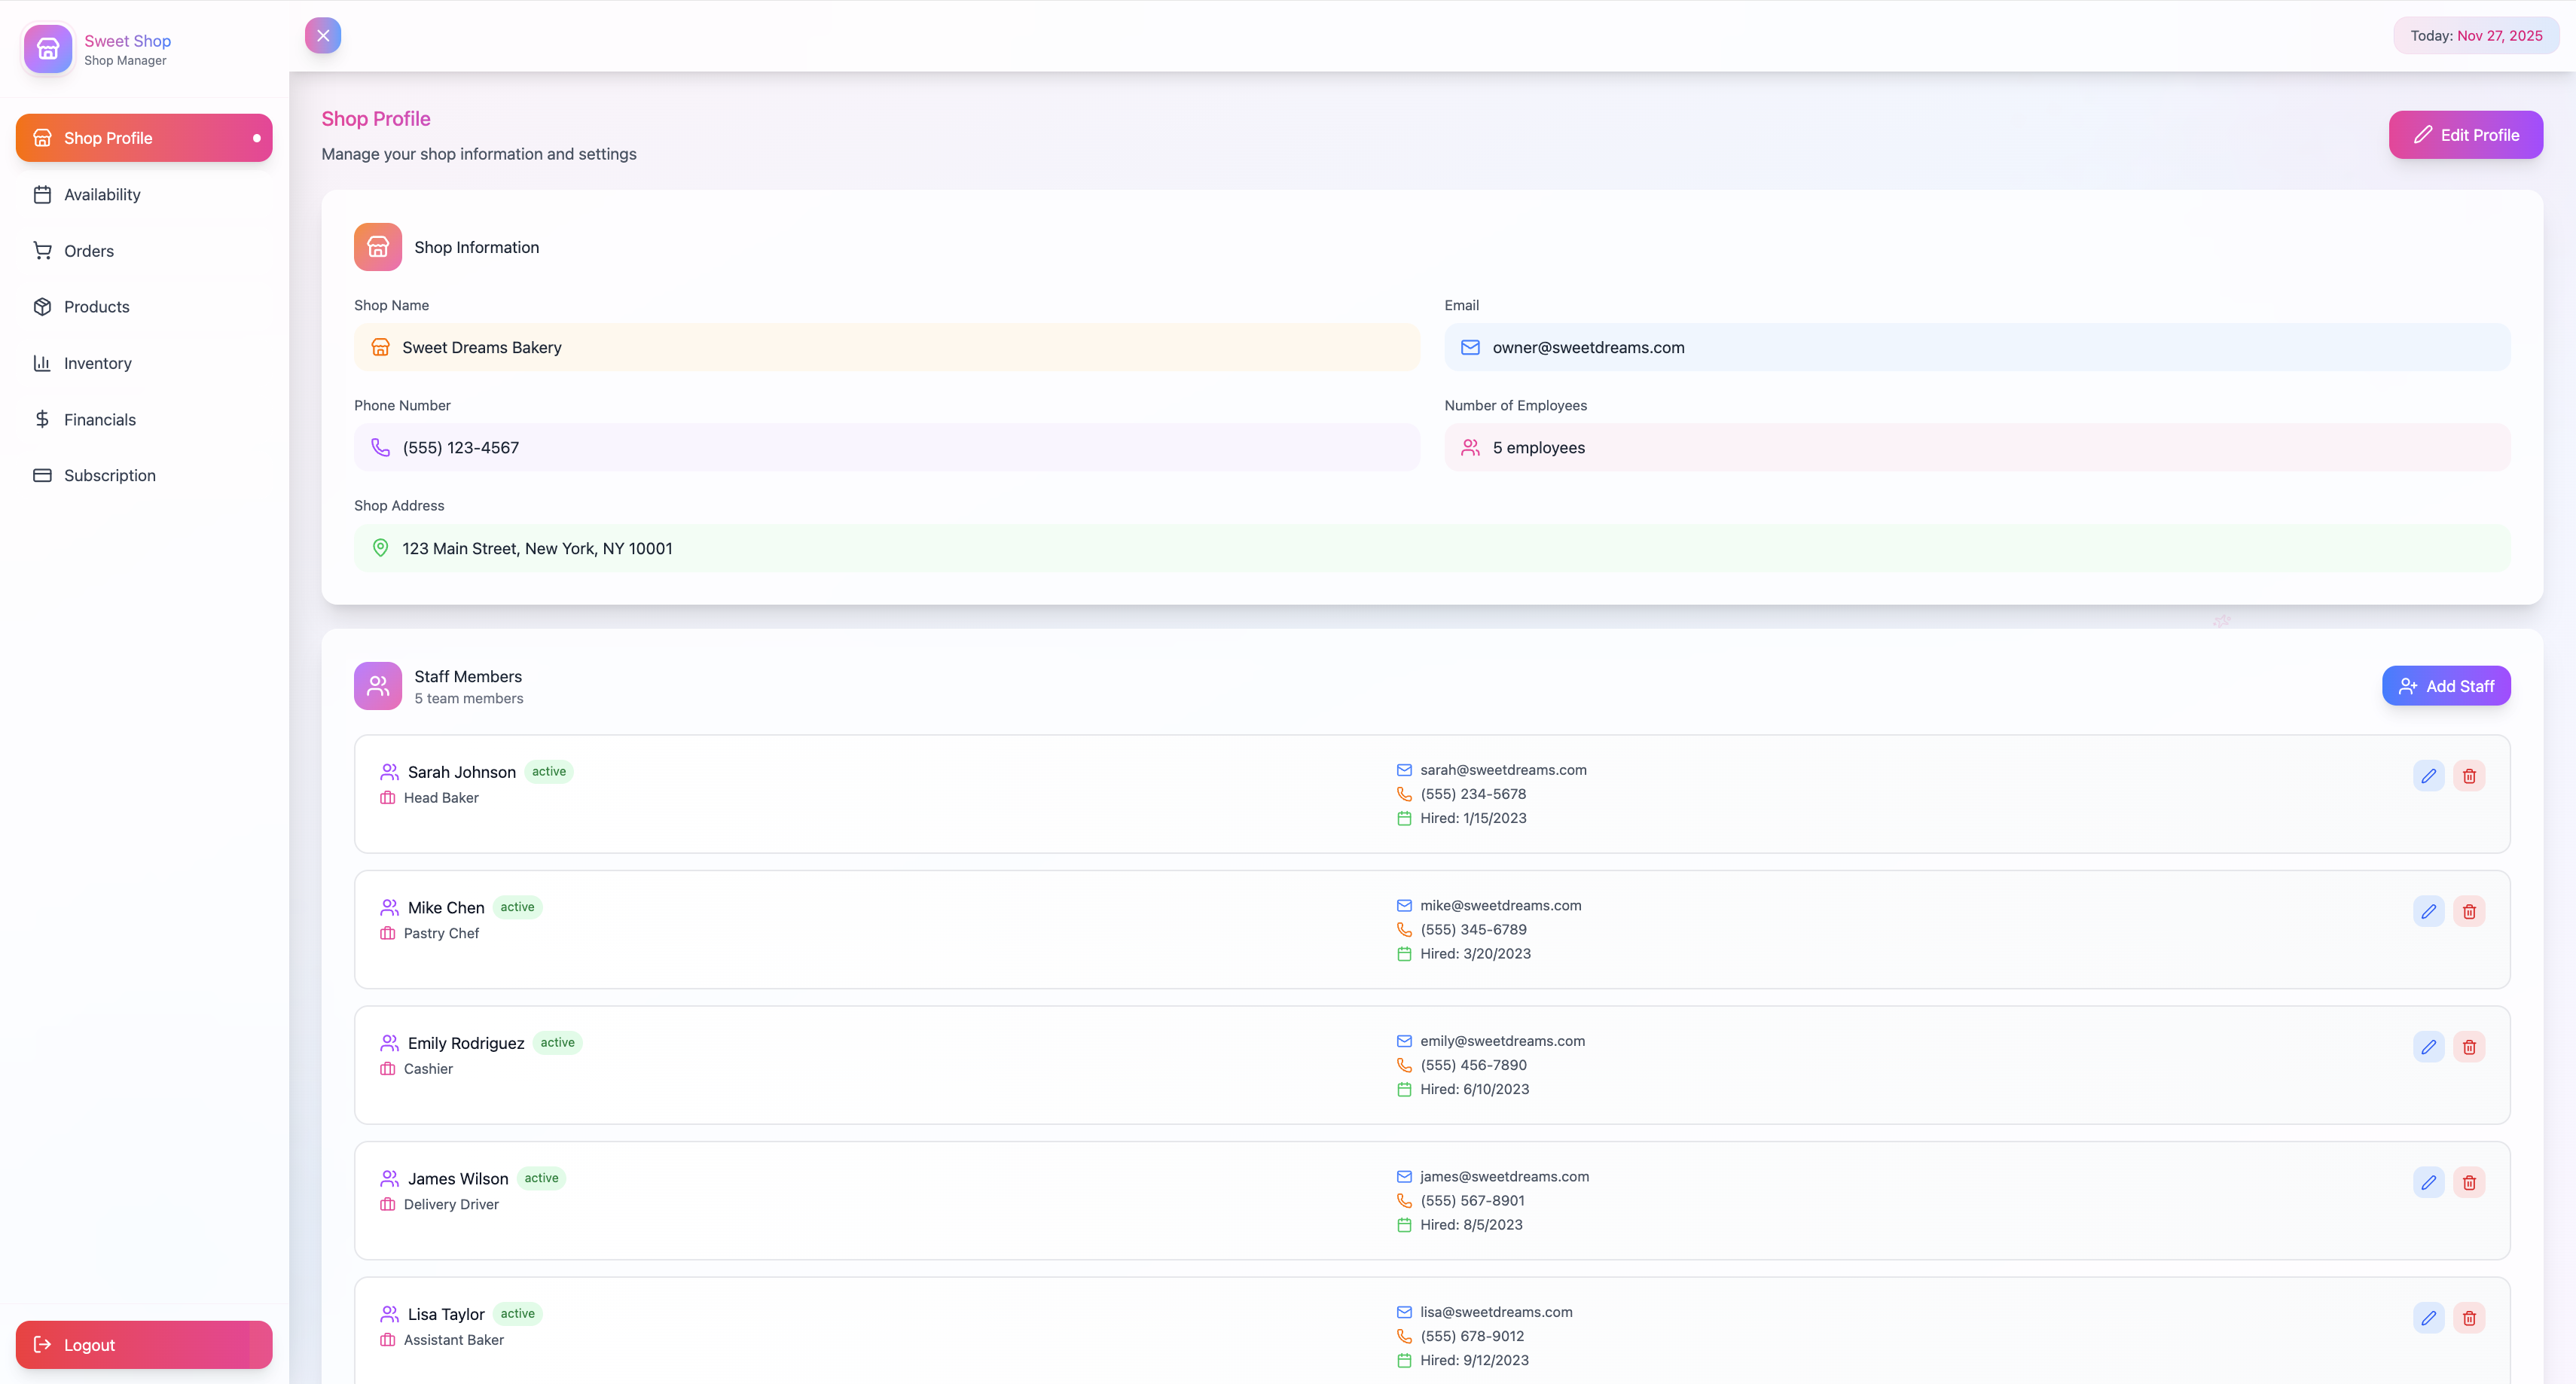 Sweet Shop
Shop Manager
Today: Nov 27, 2025
Shop Profile
Availability
Orders
Products
Inventory
Financials
Subscription
Logout
Shop Profile
Manage your shop information and settings
Edit Profile
Shop Information
Shop Name
Sweet Dreams Bakery
Email
owner@sweetdreams.com
Phone Number
(555) 123-4567
Number of Employees
5 employees
Shop Address
123 Main Street, New York, NY 10001
Staff Members
5 team members
Add Staff
Sarah Johnson active
Head Baker
sarah@sweetdreams.com
(555) 234-5678
Hired: 1/15/2023
Mike Chen active
Pastry Chef
mike@sweetdreams.com
(555) 345-6789
Hired: 3/20/2023
Emily Rodriguez active
Cashier
emily@sweetdreams.com
(555) 456-7890
Hired: 6/10/2023
James Wilson active
Delivery Driver
james@sweetdreams.com
(555) 567-8901
Hired: 8/5/2023
Lisa Taylor active
Assistant Baker
lisa@sweetdreams.com
(555) 678-9012
Hired: 9/12/2023